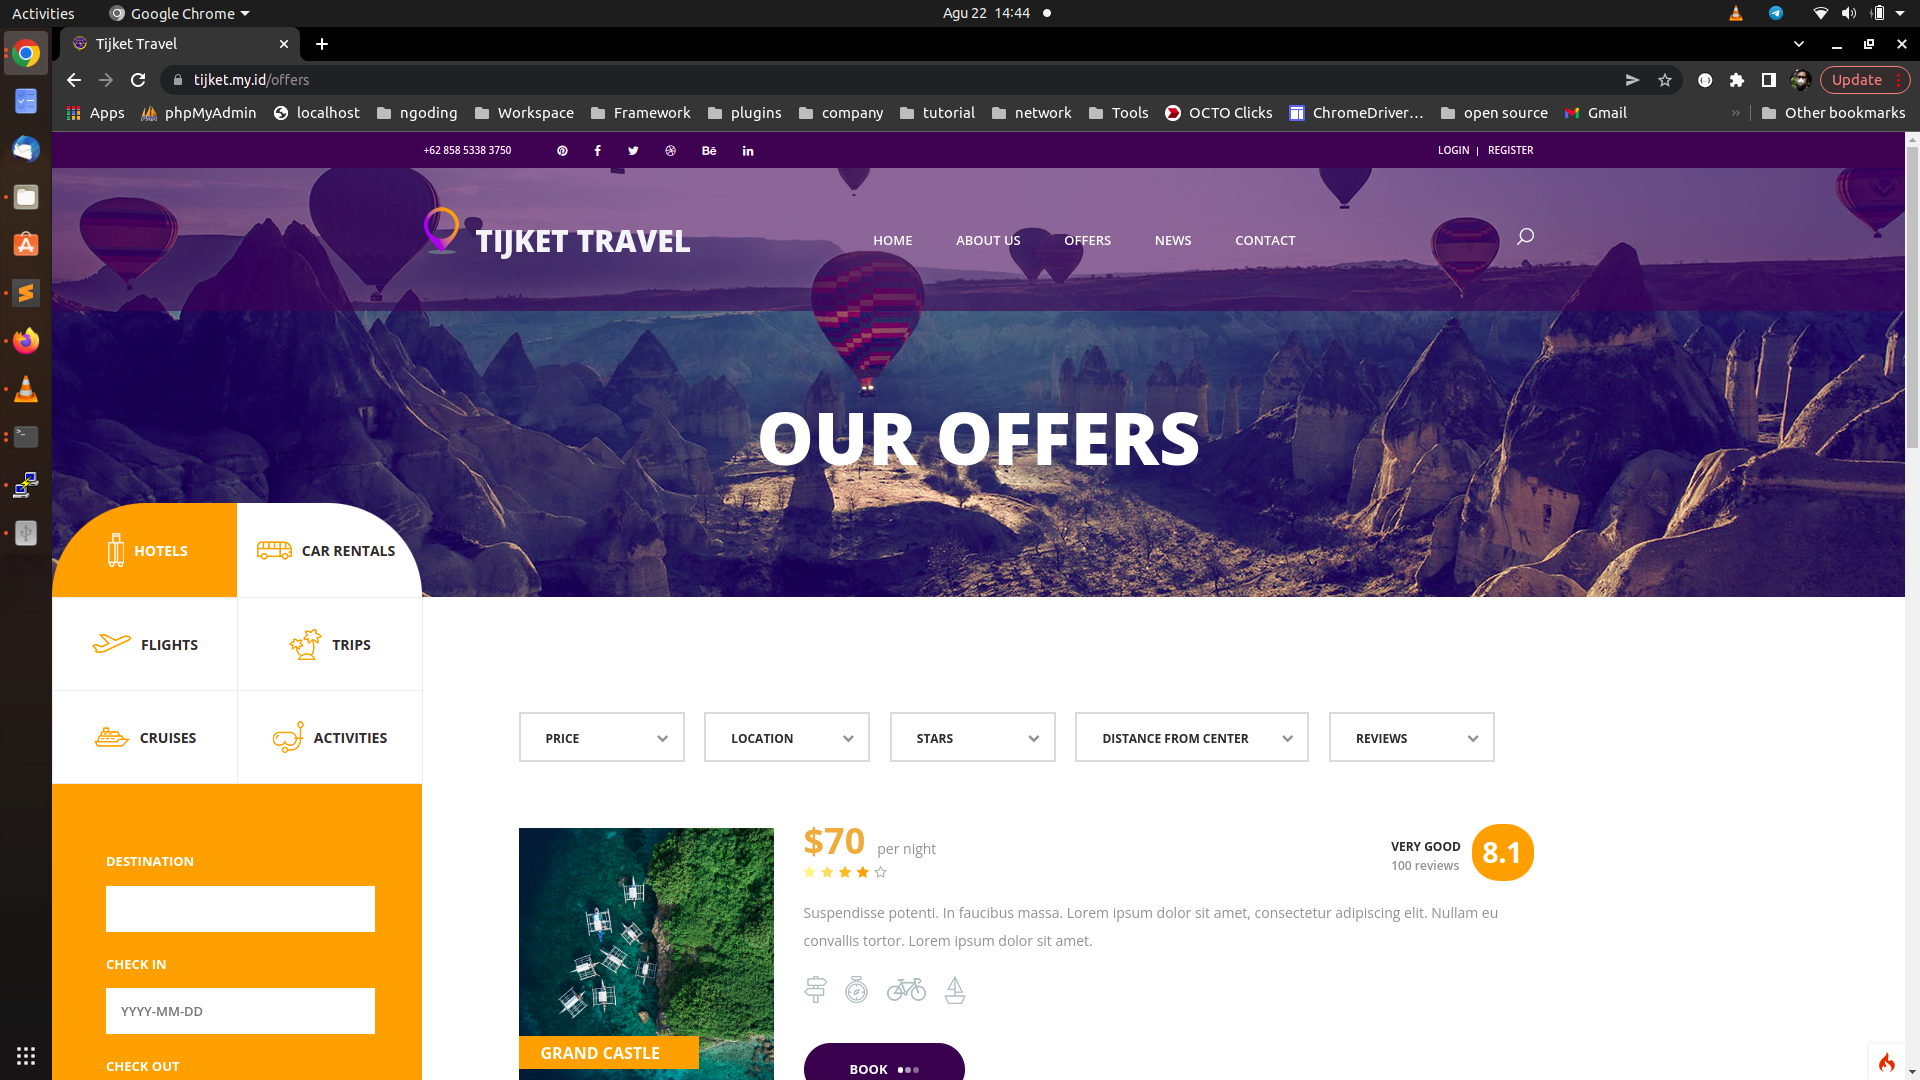 Activities
Google Chrome
Agu 22 14:44
Tijket Travel
tijket.my.id/offers
Update
Apps
phpMyAdmin
localhost
ngoding
Workspace
Framework
plugins
company
tutorial
network
Tools
OCTO Clicks
ChromeDriver…
open source
Gmail
»
Other bookmarks
+62 858 5338 3750
Bē
in
LOGIN | REGISTER
TIJKET TRAVEL
HOME
ABOUT US
OFFERS
NEWS
CONTACT
OUR OFFERS
HOTELS
CAR RENTALS
FLIGHTS
TRIPS
CRUISES
ACTIVITIES
PRICE
LOCATION
STARS
DISTANCE FROM CENTER
REVIEWS
DESTINATION
CHECK IN
YYYY-MM-DD
CHECK OUT
GRAND CASTLE
$70 per night
VERY GOOD
100 reviews
8.1
Suspendisse potenti. In faucibus massa. Lorem ipsum dolor sit amet, consectetur adipiscing elit. Nullam eu
convallis tortor. Lorem ipsum dolor sit amet.
BOOK